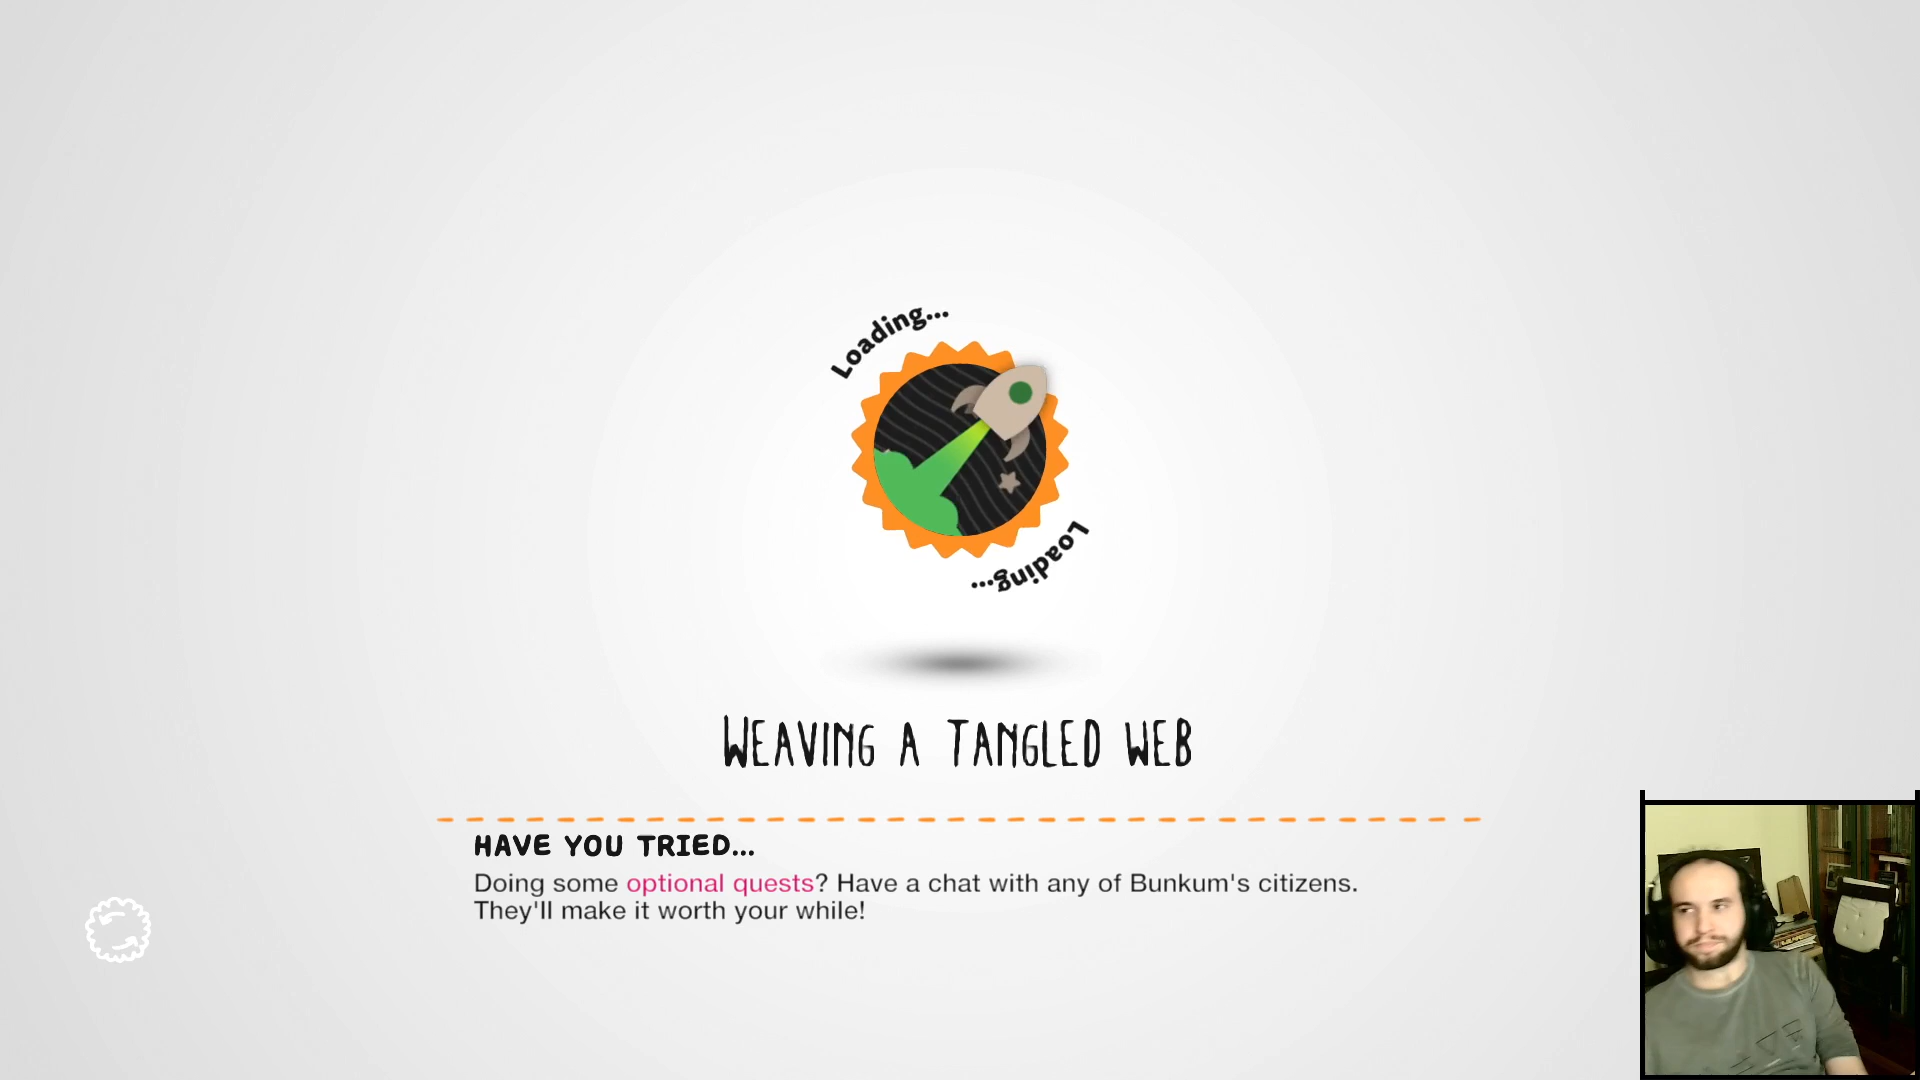 Loading...
Loading...
WEAVING A TANGLED WEB
HAVE YOU TRIED...
Doing some optional quests? Have a chat with any of Bunkum's citizens.
They'll make it worth your while!